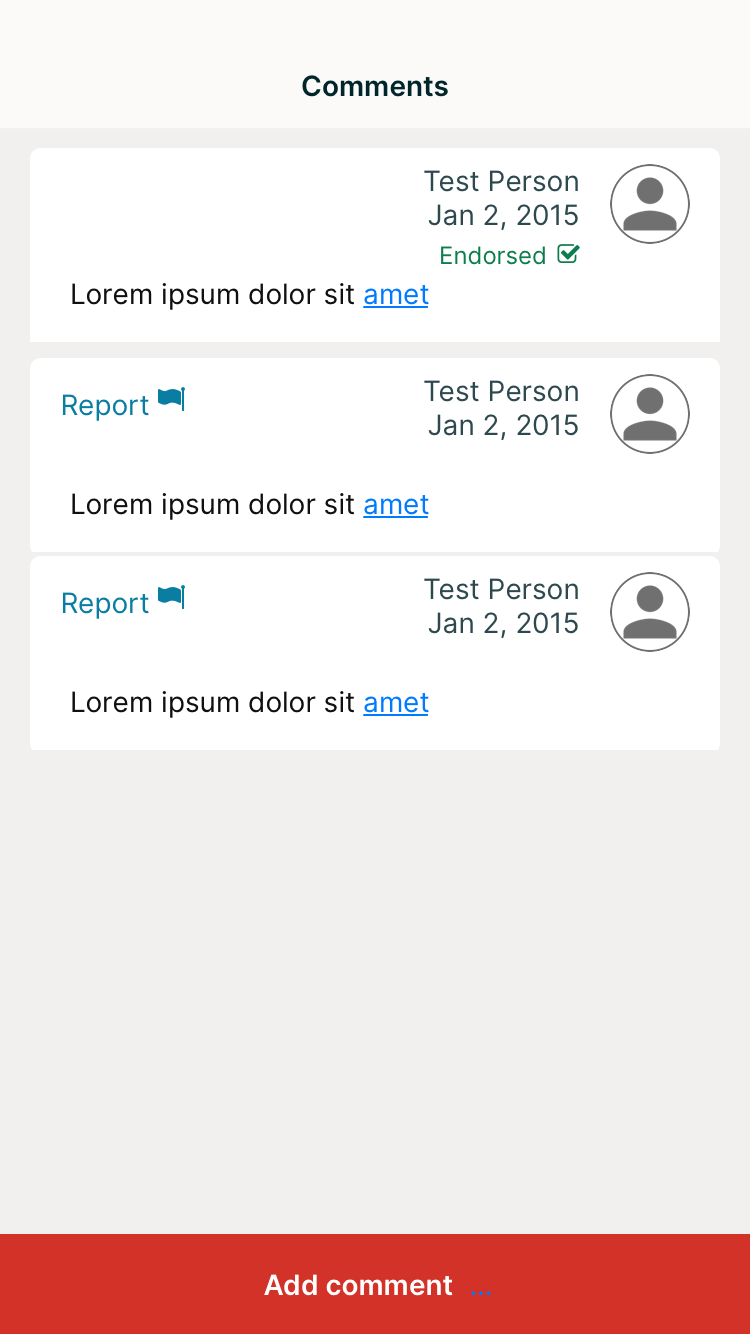 Comments
Test Person
Jan 2, 2015
Endorsed
Lorem ipsum dolor sit amet
Report
Test Person
Jan 2, 2015
Lorem ipsum dolor sit amet
Report
Test Person
Jan 2, 2015
Lorem ipsum dolor sit amet
Add comment ...